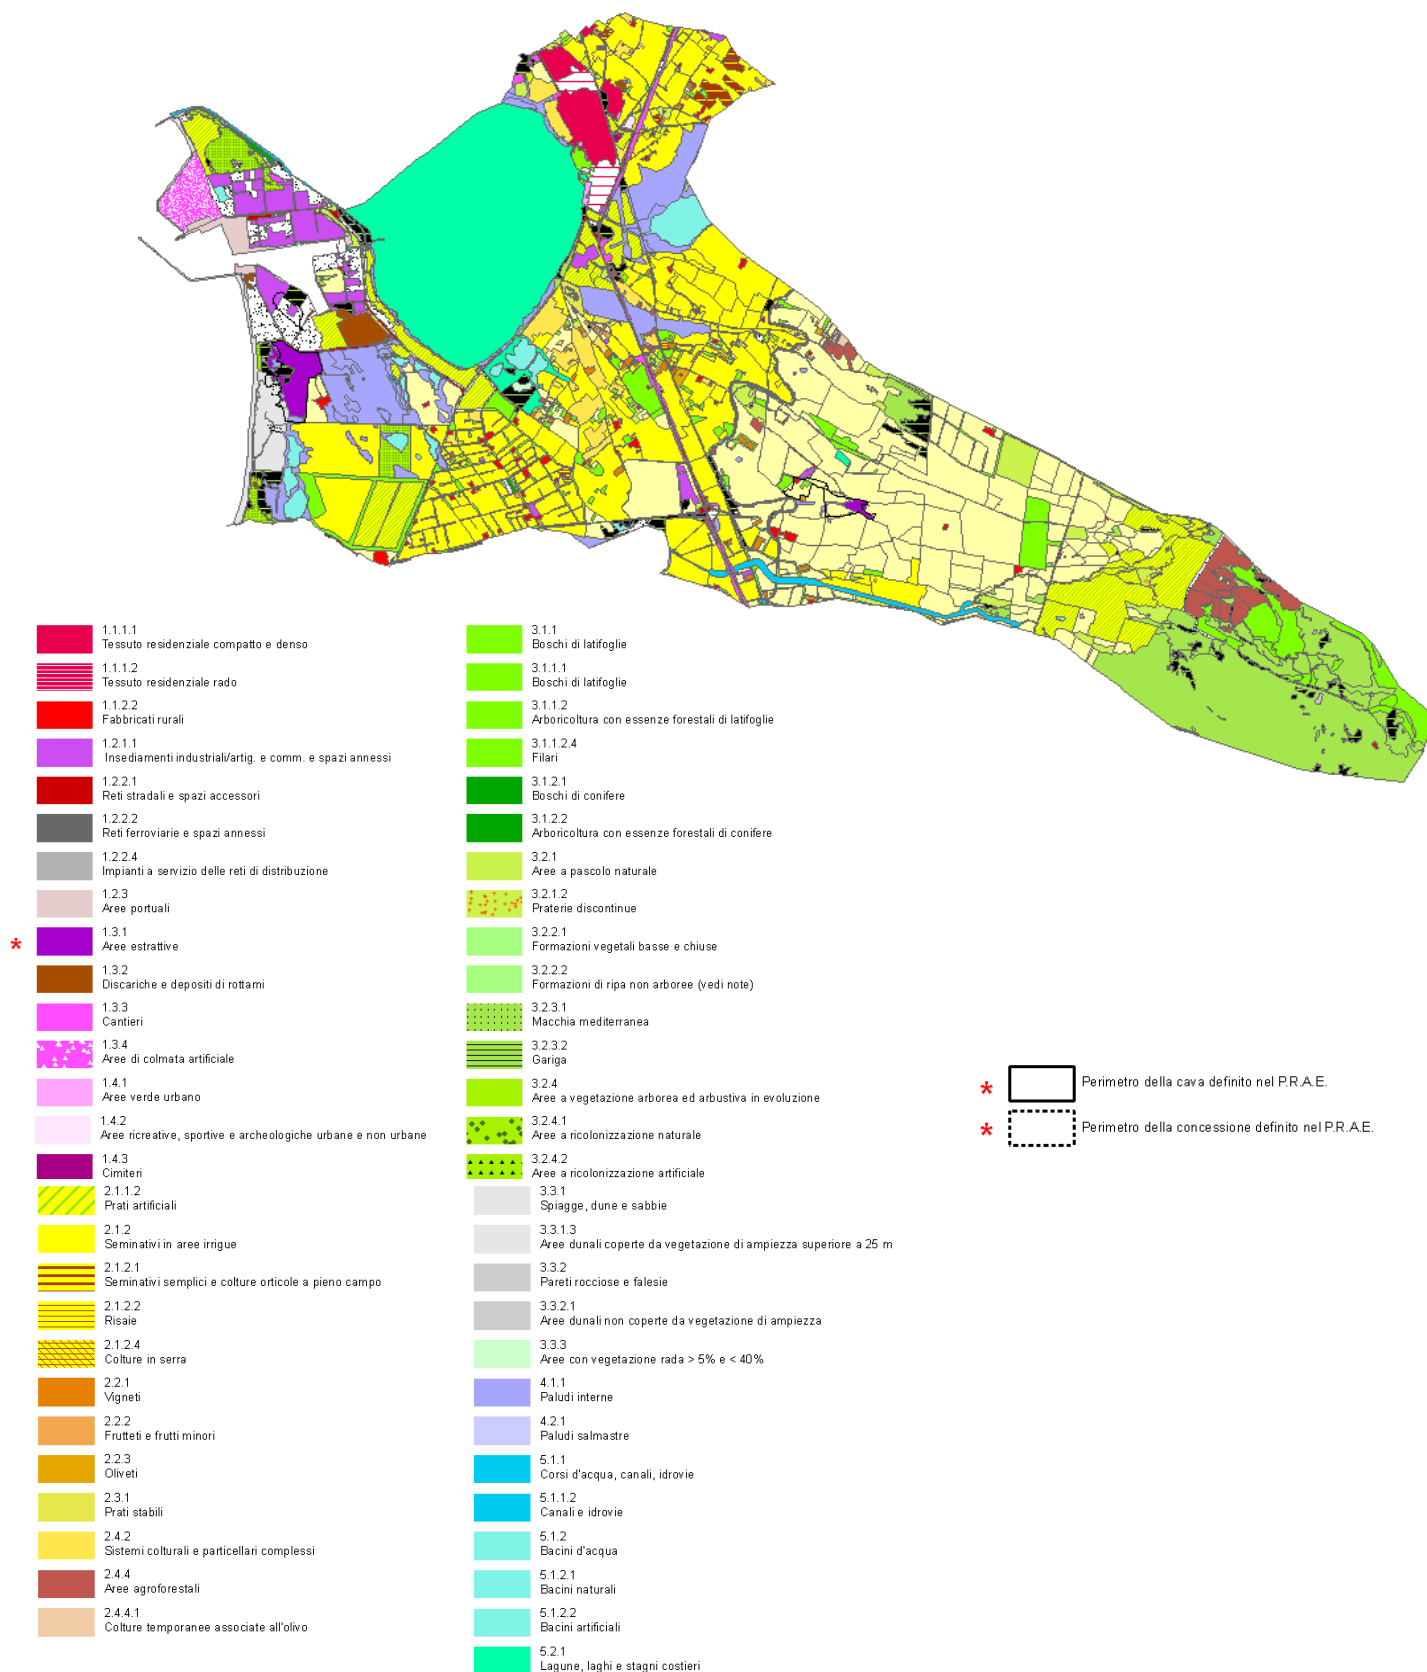 1.1.1.1
Tessuto residenziale compatto e denso
1.1.1.2
Tessuto residenziale rado
1.1.2.2
Fabbricati rurali
1.2.1.1
Insediamenti industriali/artig. e comm. e spazi annessi
1.2.2.1
Reti stradali e spazi accessori
1.2.2.2
Reti ferroviarie e spazi annessi
1.2.2.4
Impianti a servizio delle reti di distribuzione
1.2.3
Aree portuali
* 1.3.1
Aree estrattive
1.3.2
Discariche e depositi di rottami
1.3.3
Cantieri
1.3.4
Aree di colmata artificiale
1.4.1
Aree verde urbano
1.4.2
Aree ricreative, sportive e archeologiche urbane e non urbane
1.4.3
Cimiteri
2.1.1.2
Prati artificiali
2.1.2
Seminativi in aree irrigue
2.1.2.1
Seminativi semplici e colture orticole a pieno campo
2.1.2.2
Risaie
2.1.2.4
Colture in serra
2.2.1
Vigneti
2.2.2
Frutteti e frutti minori
2.2.3
Oliveti
2.3.1
Prati stabili
2.4.2
Sistemi colturali e particellari complessi
2.4.4
Aree agroforestali
2.4.4.1
Colture temporanee associate all'olivo
3.1.1
Boschi di latifoglie
3.1.1.1
Boschi di latifoglie
3.1.1.2
Arboricoltura con essenze forestali di latifoglie
3.1.1.2.4
Filari
3.1.2.1
Boschi di conifere
3.1.2.2
Arboricoltura con essenze forestali di conifere
3.2.1
Aree a pascolo naturale
3.2.1.2
Praterie discontinue
3.2.2.1
Formazioni vegetali basse e chiuse
3.2.2.2
Formazioni di ripa non arboree (vedi note)
3.2.3.1
Macchia mediterranea
3.2.3.2
Gariga
3.2.4
Aree a vegetazione arborea ed arbustiva in evoluzione
3.2.4.1
Aree a ricolonizzazione naturale
3.2.4.2
Aree a ricolonizzazione artificiale
3.3.1
Spiagge, dune e sabbie
3.3.1.3
Aree dunali coperte da vegetazione di ampiezza superiore a 25 m
3.3.2
Pareti rocciose e falesie
3.3.2.1
Aree dunali non coperte da vegetazione di ampiezza
3.3.3
Aree con vegetazione rada > 5% e < 40%
4.1.1
Paludi interne
4.2.1
Paludi salmastre
5.1.1
Corsi d'acqua, canali, idrovie
5.1.1.2
Canali e idrovie
5.1.2
Bacini d'acqua
5.1.2.1
Bacini naturali
5.1.2.2
Bacini artificiali
5.2.1
Lagune, laghi e stagni costieri
* Perimetro della cava definito nel P.R.A.E.
* Perimetro della concessione definito nel P.R.A.E.